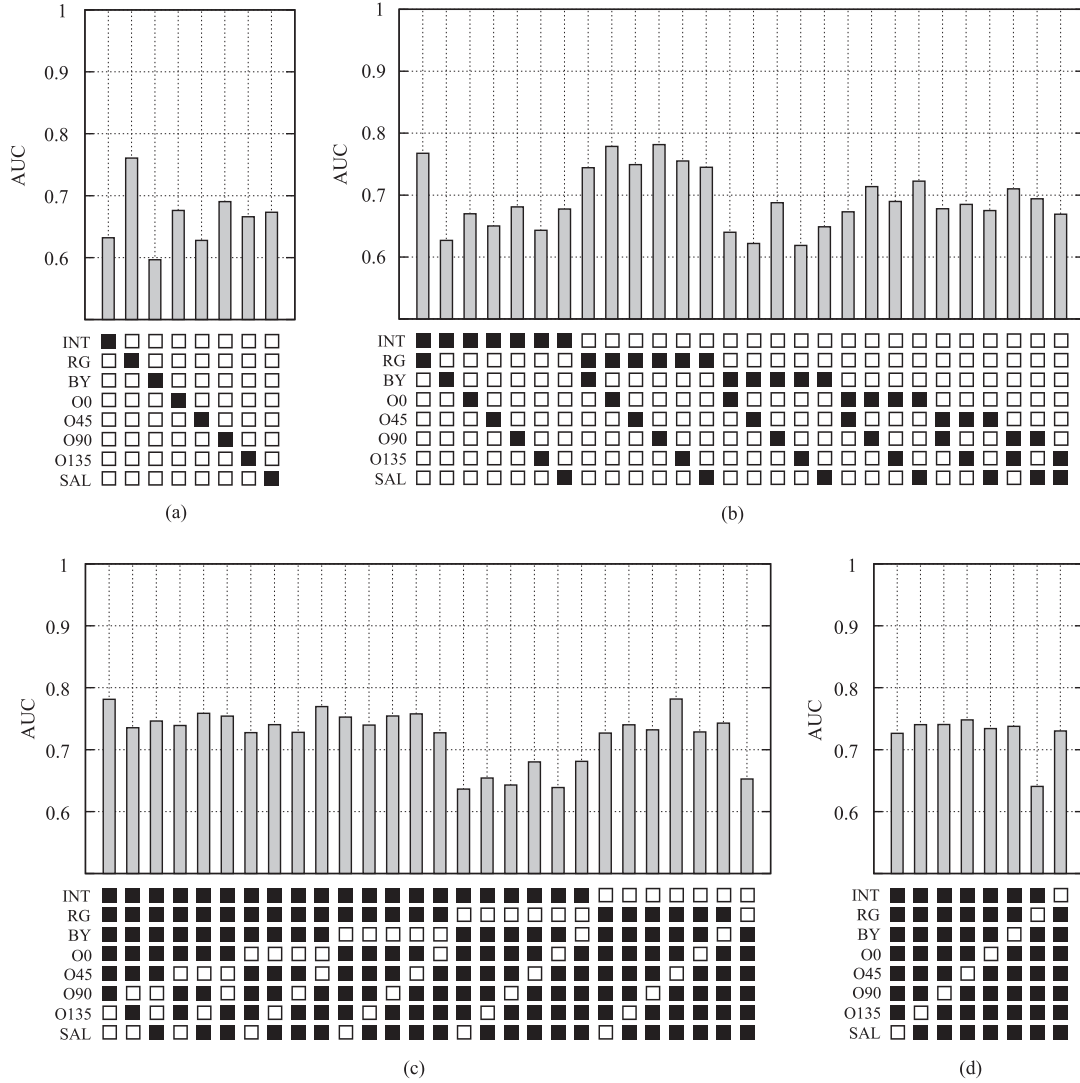 1
0.9
0.8
AUC
0.7
0.6
INT
RG
BY
O0
O45
O90
O135
SAL
(a)
1
0.9
0.8
AUC
0.7
0.6
INT
RG
BY
O0
O45
O90
O135
SAL
(b)
1
0.9
0.8
AUC
0.7
0.6
INT
RG
BY
O0
O45
O90
O135
SAL
(c)
1
0.9
0.8
AUC
0.7
0.6
INT
RG
BY
O0
O45
O90
O135
SAL
(d)